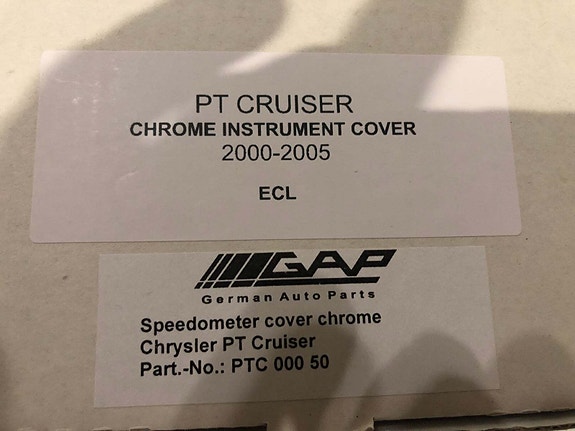 PT CRUISER
CHROME INSTRUMENT COVER
2000-2005
ECL
GAP
German Auto Parts
Speedometer cover chrome
Chrysler PT Cruiser
Part.-No.: PTC 000 50